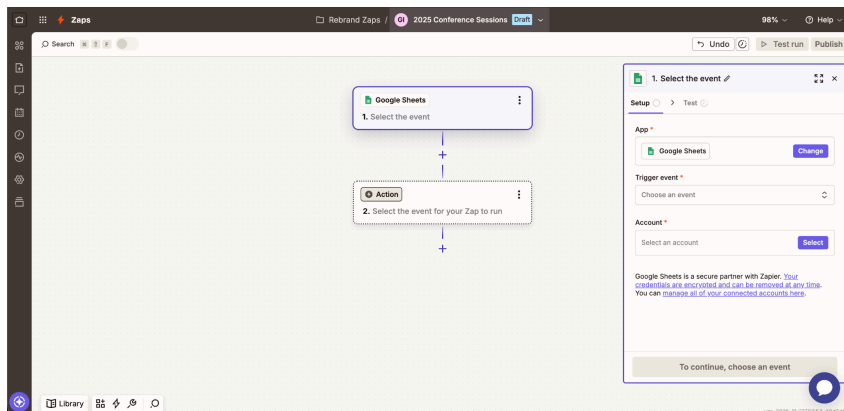 Zaps
Rebrand Zaps / GI 2025 Conference Sessions Draft
98%
Help
Search ⌘ ⇧ F
Undo
Test run
Publish
Google Sheets
1. Select the event
Action
2. Select the event for your Zap to run
1. Select the event
Setup
Test
App *
Google Sheets
Change
Trigger event *
Choose an event
Account *
Select an account
Select
Google Sheets is a secure partner with Zapier. Your
credentials are encrypted and can be removed at any time.
You can manage all of your connected accounts here.
To continue, choose an event
Library